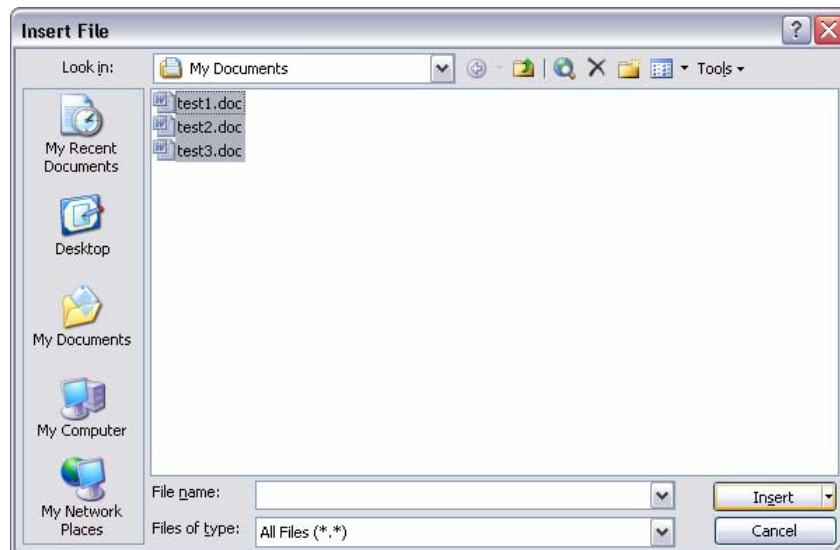 Insert File
Look in:
My Documents
Tools
test1.doc
test2.doc
test3.doc
My Recent
Documents
Desktop
My Documents
My Computer
My Network
Places
File name:
Insert
Files of type:
All Files (*.*)
Cancel